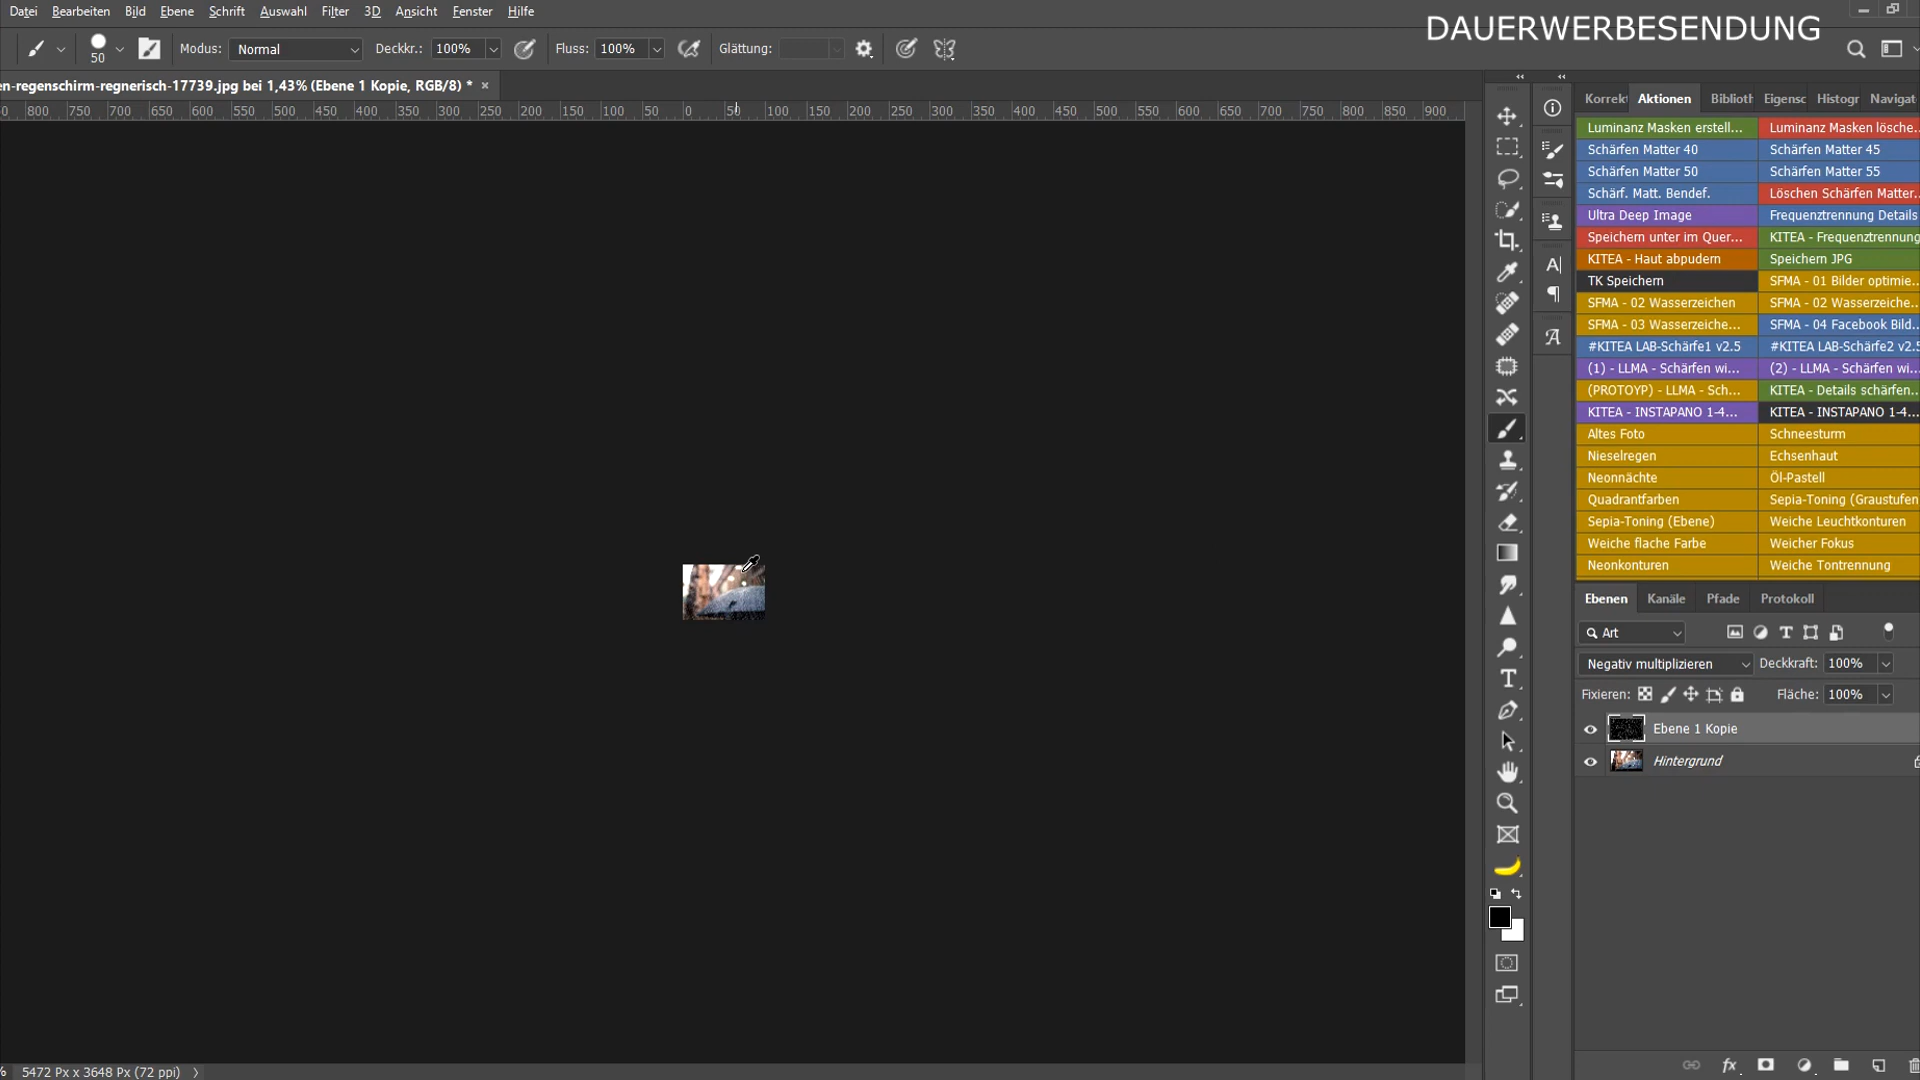 Datei Bearbeiten Bild Ebene Schrift Auswahl Filter 3D Ansicht Fenster Hilfe
DAUERWERBESENDUNG
50 Modus: Normal Deckkr.: 100% Fluss: 100% Glättung:
en-regenschirm-regnerisch-17739.jpg bei 1,43% (Ebene 1 Kopie, RGB/8) * ×
0 800 750 700 650 600 550 500 450 400 350 300 250 200 150 100 50 0 50 100 150 200 250 300 350 400 450 500 550 600 650 700 750 800 850 900
Korrekt Aktionen Bibliotl Eigensc Histogr Navigat
Luminanz Masken erstell... Luminanz Masken lösche...
Schärfen Matter 40 Schärfen Matter 45
Schärfen Matter 50 Schärfen Matter 55
Schärf. Matt. Bendef. Löschen Schärfen Matter...
Ultra Deep Image Frequenztrennung Details
Speichern unter im Quer... KITEA - Frequenztrennung
KITEA - Haut abpudern Speichern JPG
TK Speichern SFMA - 01 Bilder optimie...
SFMA - 02 Wasserzeichen SFMA - 02 Wasserzeiche...
SFMA - 03 Wasserzeiche... SFMA - 04 Facebook Bild...
#KITEA LAB-Schärfe1 v2.5 #KITEA LAB-Schärfe2 v2.5
(1) - LLMA - Schärfen wi... (2) - LLMA - Schärfen wi...
(PROTOYP) - LLMA - Sch... KITEA - Details schärfen...
KITEA - INSTAPANO 1-4... KITEA - INSTAPANO 1-4...
Altes Foto Schneesturm
Nieselregen Echsenhaut
Neonnächte Öl-Pastell
Quadrantfarben Sepia-Toning (Graustufen
Sepia-Toning (Ebene) Weiche Leuchtkonturen
Weiche flache Farbe Weicher Fokus
Neonkonturen Weiche Tontrennung
Ebenen Kanäle Pfade Protokoll
Art
Negativ multiplizieren Deckkraft: 100%
Fixieren: Fläche: 100%
Ebene 1 Kopie
Hintergrund
fx
% 5472 Px x 3648 Px (72 ppi)